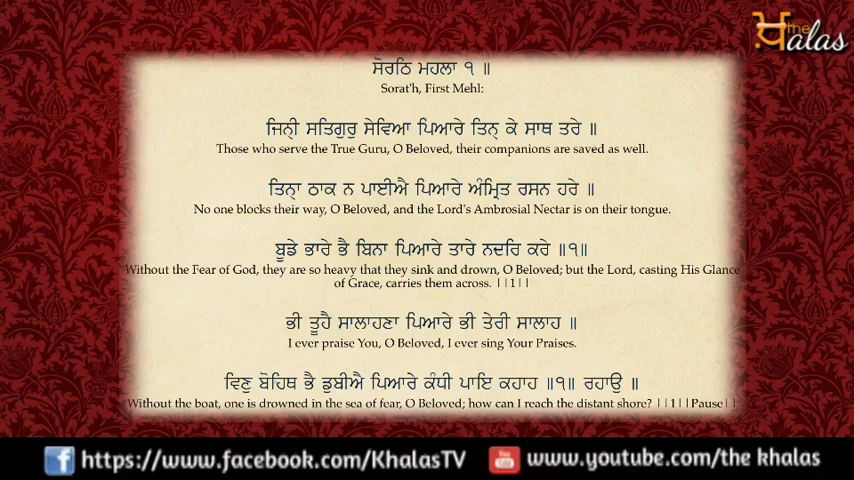 the
ਖalas
ਸੋਰਠਿ ਮਹਲਾ ੧ ॥
Sorat'h, First Mehl:
ਜਿਨੑੀ ਸਤਿਗੁਰੁ ਸੇਵਿਆ ਪਿਆਰੇ ਤਿਨੑ ਕੇ ਸਾਥ ਤਰੇ ॥
Those who serve the True Guru, O Beloved, their companions are saved as well.
ਤਿਨੑਾ ਠਾਕ ਨ ਪਾਈਐ ਪਿਆਰੇ ਅੰਮ੍ਰਿਤ ਰਸਨ ਹਰੇ ॥
No one blocks their way, O Beloved, and the Lord's Ambrosial Nectar is on their tongue.
ਬੂਡੇ ਭਾਰੇ ਭੈ ਬਿਨਾ ਪਿਆਰੇ ਤਾਰੇ ਨਦਰਿ ਕਰੇ ॥੧॥
Without the Fear of God, they are so heavy that they sink and drown, O Beloved; but the Lord, casting His Glance
of Grace, carries them across. ||1||
ਭੀ ਤੂਹੈ ਸਾਲਾਹਣਾ ਪਿਆਰੇ ਭੀ ਤੇਰੀ ਸਾਲਾਹ ॥
I ever praise You, O Beloved, I ever sing Your Praises.
ਵਿਣੁ ਬੋਹਿਥ ਭੈ ਡੁਬੀਐ ਪਿਆਰੇ ਕੰਧੀ ਪਾਇ ਕਹਾਹ ॥੧॥ ਰਹਾਉ ॥
Without the boat, one is drowned in the sea of fear, O Beloved; how can I reach the distant shore? ||1||Pause||
https://www.facebook.com/KhalasTV
www.youtube.com/the khalas